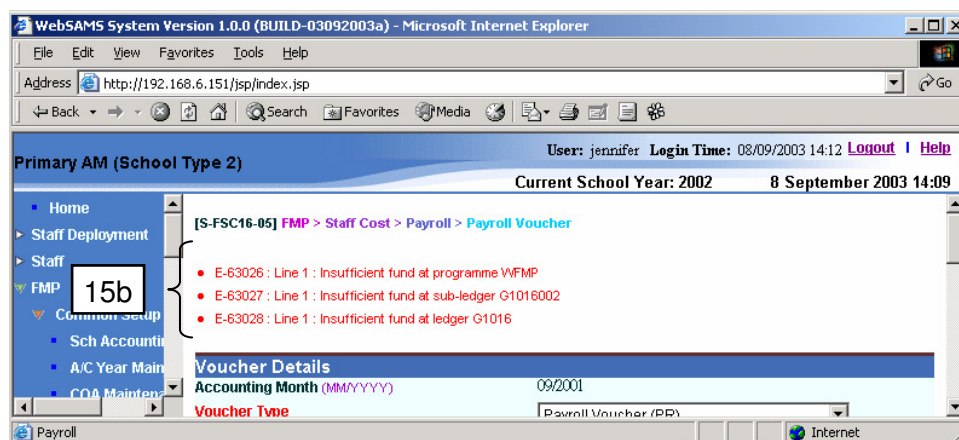 WebSAMS System Version 1.0.0 (BUILD-03092003a) - Microsoft Internet Explorer
File Edit View Favorites Tools Help
Address http://192.168.6.151/jsp/index.jsp Go
Back Search Favorites Media
User: jennifer Login Time: 08/09/2003 14:12 Logout | Help
Primary AM (School Type 2)
Current School Year: 2002 8 September 2003 14:09
Home
Staff Deployment
Staff
FMP
Common Setup
Sch Accounti
A/C Year Main
COA Maintena
15b
[S-FSC16-05] FMP > Staff Cost > Payroll > Payroll Voucher
E-63026 : Line 1 : Insufficient fund at programme WFMP
E-63027 : Line 1 : Insufficient fund at sub-ledger G1016002
E-63028 : Line 1 : Insufficient fund at ledger G1016
Voucher Details
Accounting Month (MM/YYYY) 09/2001
Voucher Type Payroll Voucher (PR)
Payroll Internet